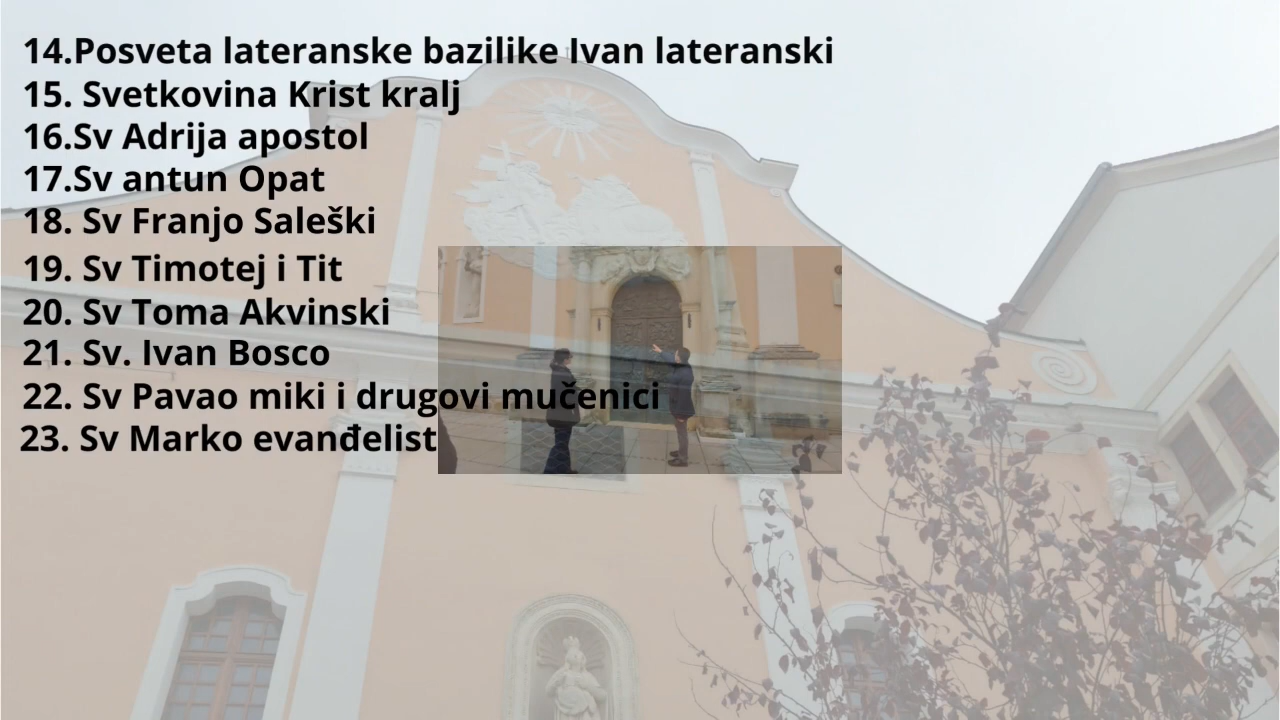 14.Posveta lateranske bazilike Ivan lateranski
15. Svetkovina Krist kralj
16.Sv Adrija apostol
17.Sv antun Opat
18. Sv Franjo Saleški
19. Sv Timotej i Tit
20. Sv Toma Akvinski
21. Sv. Ivan Bosco
22. Sv Pavao miki i drugovi mučenici
23. Sv Marko evanđelist